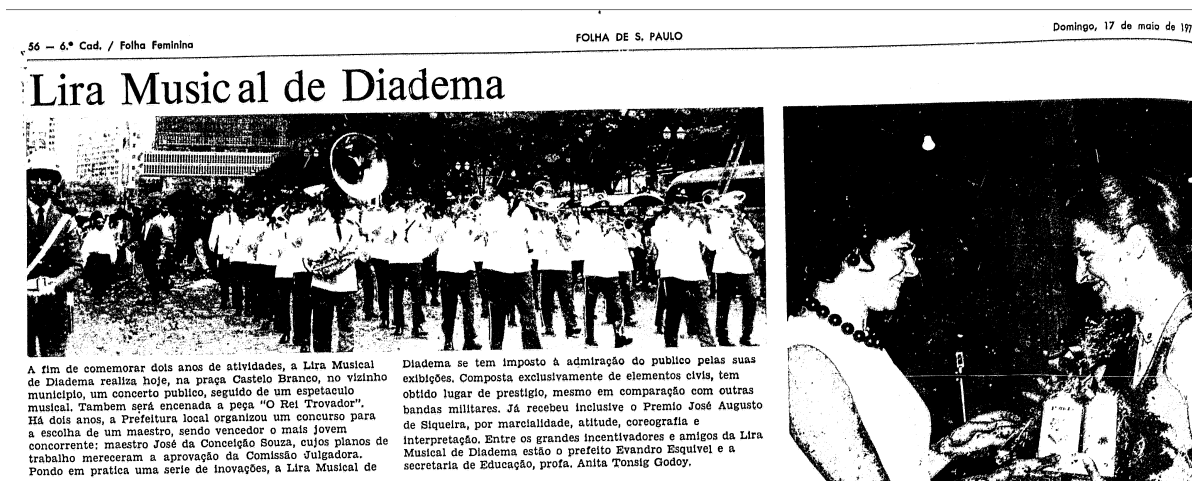 56 — 6.º Cad. / Folha Feminina
FOLHA DE S. PAULO
Domingo, 17 de maio de 197
Lira Musical de Diadema
A fim de comemorar dois anos de atividades, a Lira Musical
de Diadema realiza hoje, na praça Castelo Branco, no vizinho
municipio, um concerto publico, seguido de um espetaculo
musical. Tambem será encenada a peça "O Rei Trovador".
Há dois anos, a Prefeitura local organizou um concurso para
a escolha de um maestro, sendo vencedor o mais jovem
concorrente: maestro José da Conceição Souza, cujos planos de
trabalho mereceram a aprovação da Comissão Julgadora.
Pondo em pratica uma serie de inovações, a Lira Musical de
Diadema se tem imposto à admiração do publico pelas suas
exibições. Composta exclusivamente de elementos civis, tem
obtido lugar de prestigio, mesmo em comparação com outras
bandas militares. Já recebeu inclusive o Premio José Augusto
de Siqueira, por marcialidade, atitude, coreografia e
interpretação. Entre os grandes incentivadores e amigos da Lira
Musical de Diadema estão o prefeito Evandro Esquivel e a
secretaria de Educação, profa. Anita Tonsig Godoy.